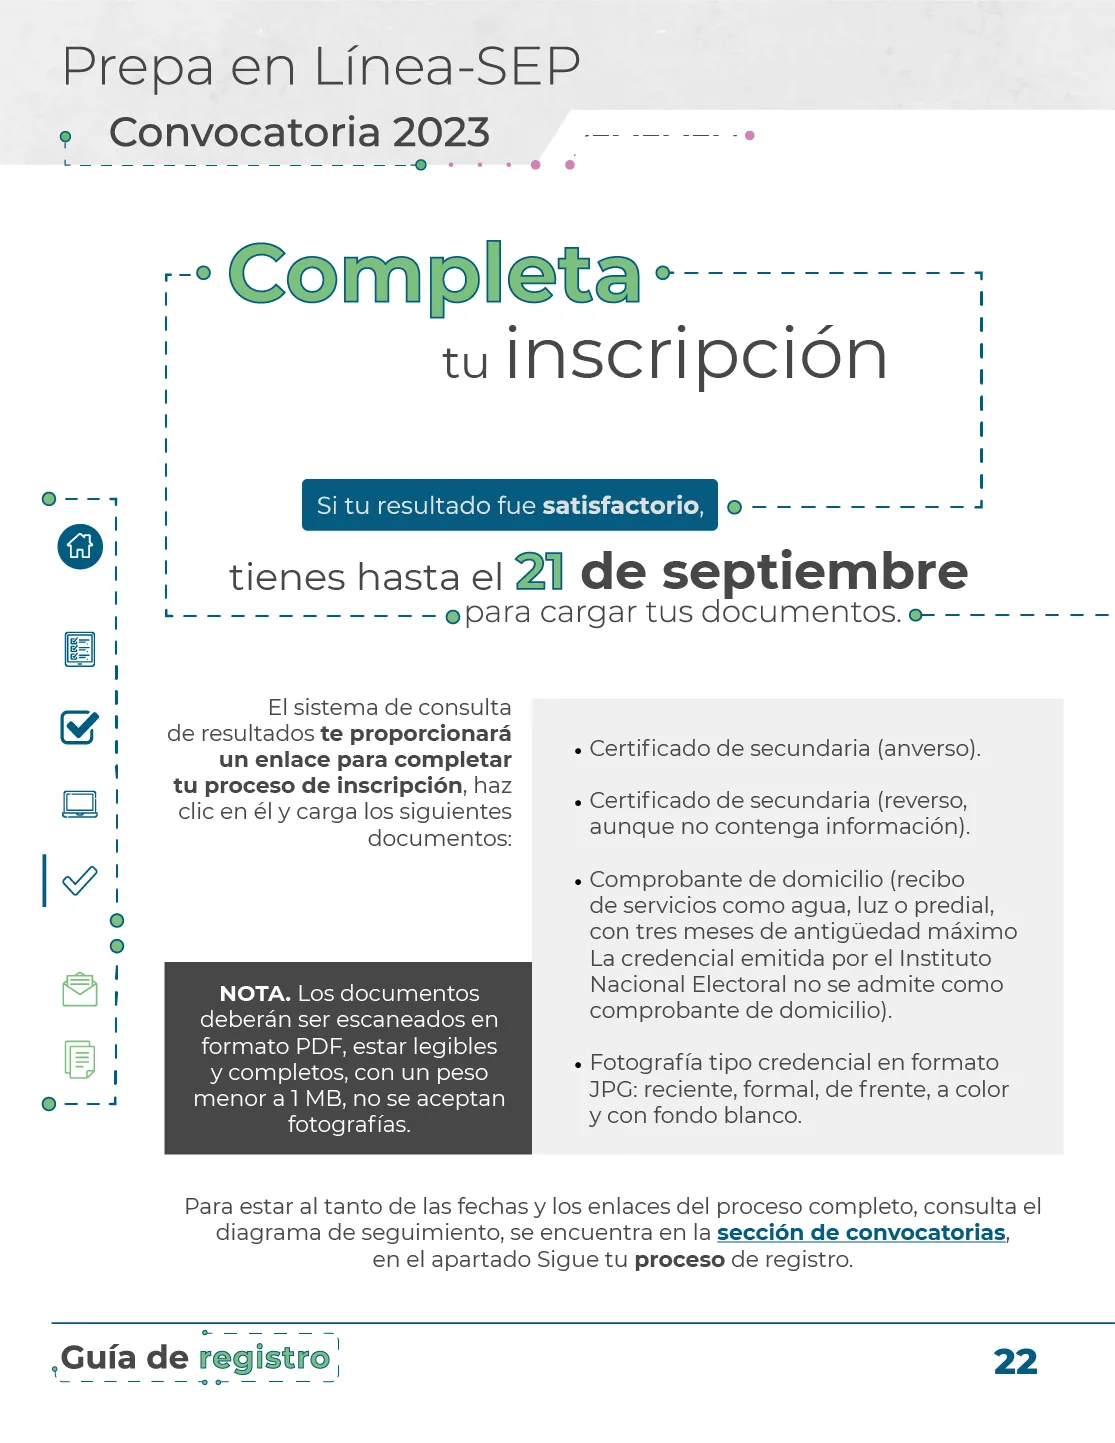 Prepa en Línea-SEP
Convocatoria 2023
Completa
tu inscripción
Si tu resultado fue satisfactorio,
tienes hasta el 21 de septiembre
para cargar tus documentos.
El sistema de consulta
de resultados te proporcionará
un enlace para completar
tu proceso de inscripción, haz
clic en él y carga los siguientes
documentos:
NOTA. Los documentos
deberán ser escaneados en
formato PDF, estar legibles
y completos, con un peso
menor a 1 MB, no se aceptan
fotografías.
• Certificado de secundaria (anverso).
• Certificado de secundaria (reverso,
aunque no contenga información).
• Comprobante de domicilio (recibo
de servicios como agua, luz o predial,
con tres meses de antigüedad máximo
La credencial emitida por el Instituto
Nacional Electoral no se admite como
comprobante de domicilio).
• Fotografía tipo credencial en formato
JPG: reciente, formal, de frente, a color
y con fondo blanco.
Para estar al tanto de las fechas y los enlaces del proceso completo, consulta el
diagrama de seguimiento, se encuentra en la sección de convocatorias,
en el apartado Sigue tu proceso de registro.
Guía de registro
22